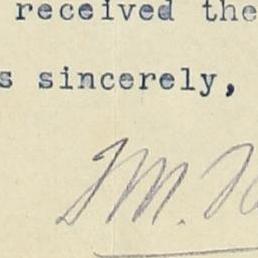 received the
s sincerely,